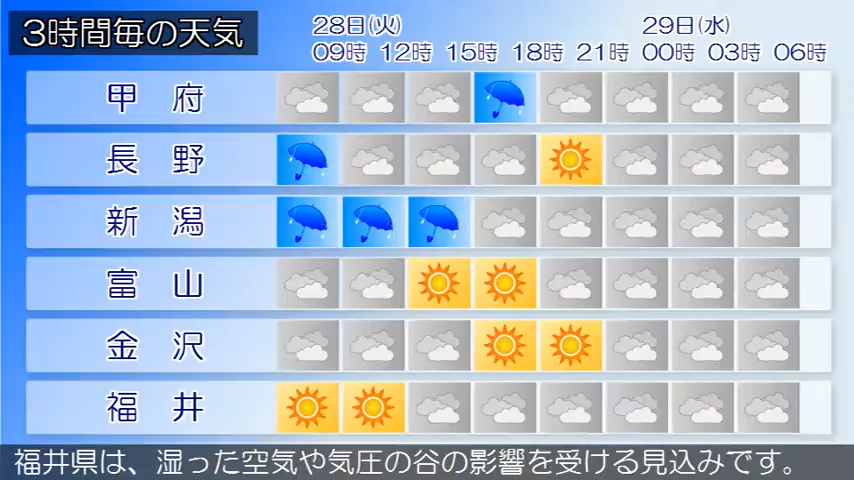 3時間毎の天気
28日(火) 29日(水)
09時 12時 15時 18時 21時 00時 03時 06時
甲 府
長 野
新 潟
富 山
金 沢
福 井
福井県は、湿った空気や気圧の谷の影響を受ける見込みです。